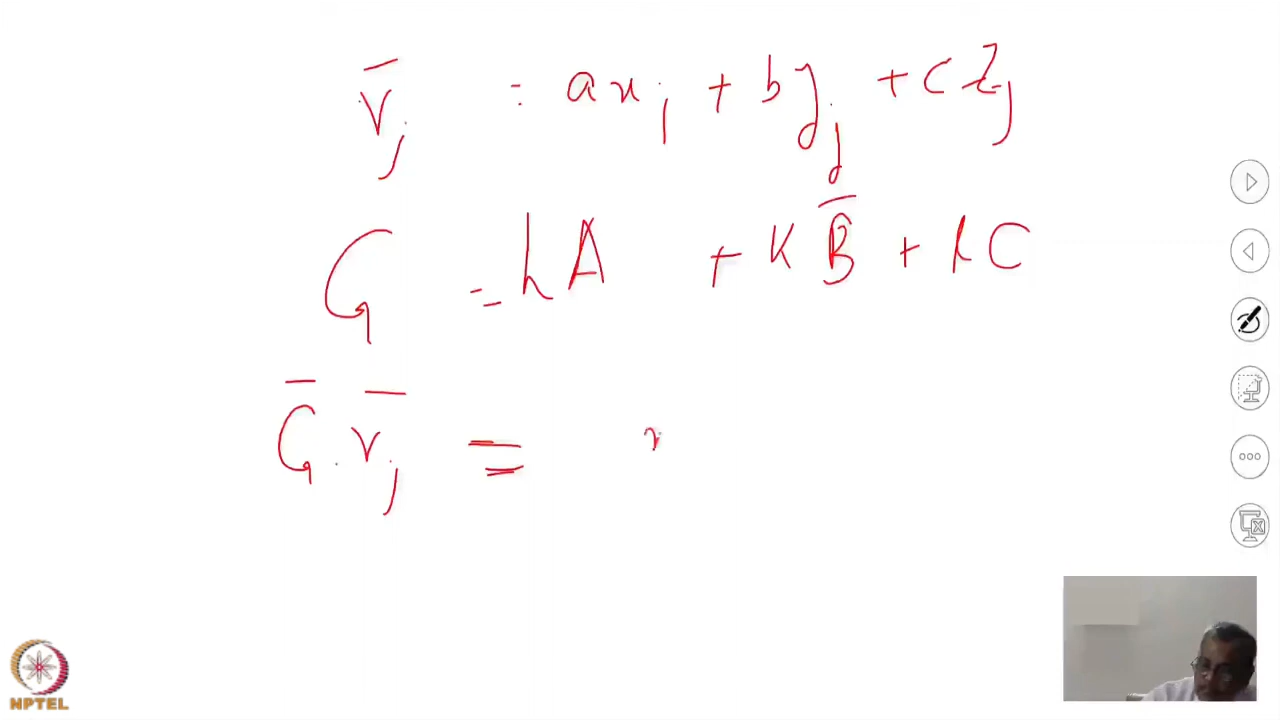 v̄ⱼ = axⱼ + byⱼ + czⱼ
G = hA + KB̄ + lC
Ḡ · v̄ⱼ =
NPTEL